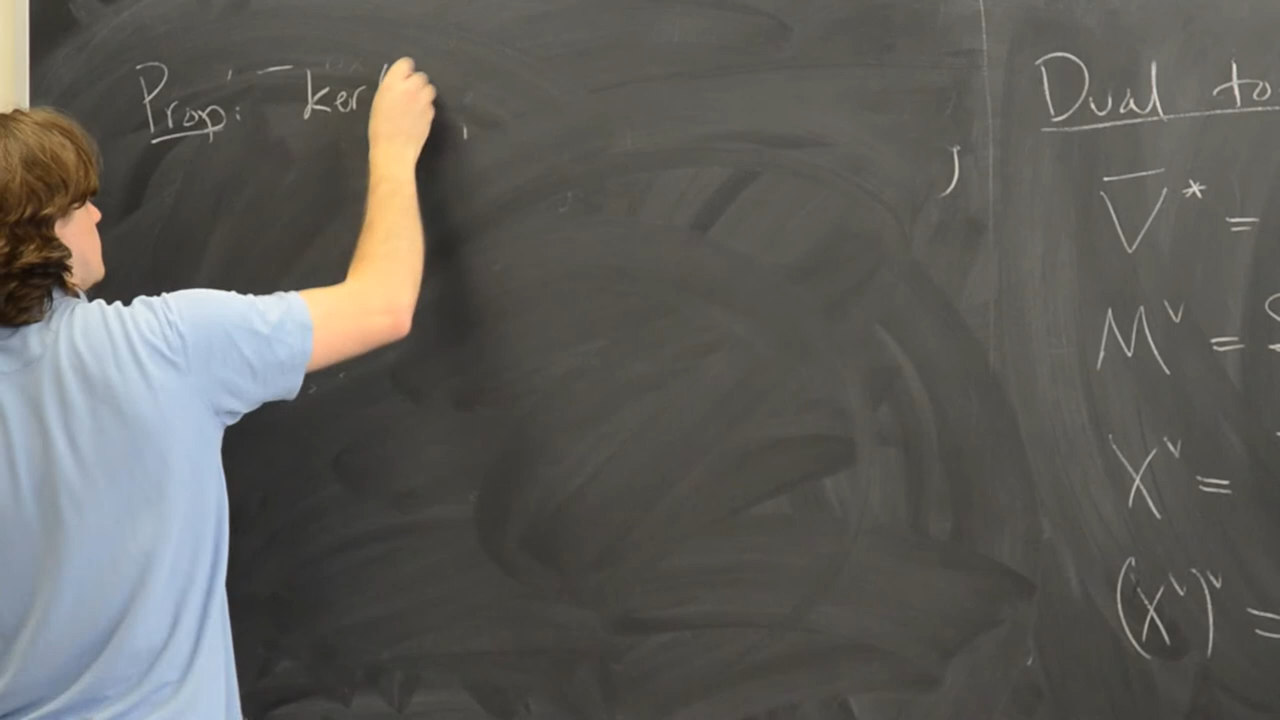 Prop: ker (
Dual to
V̅* =
M^v =
X^v =
(X^v)^v =